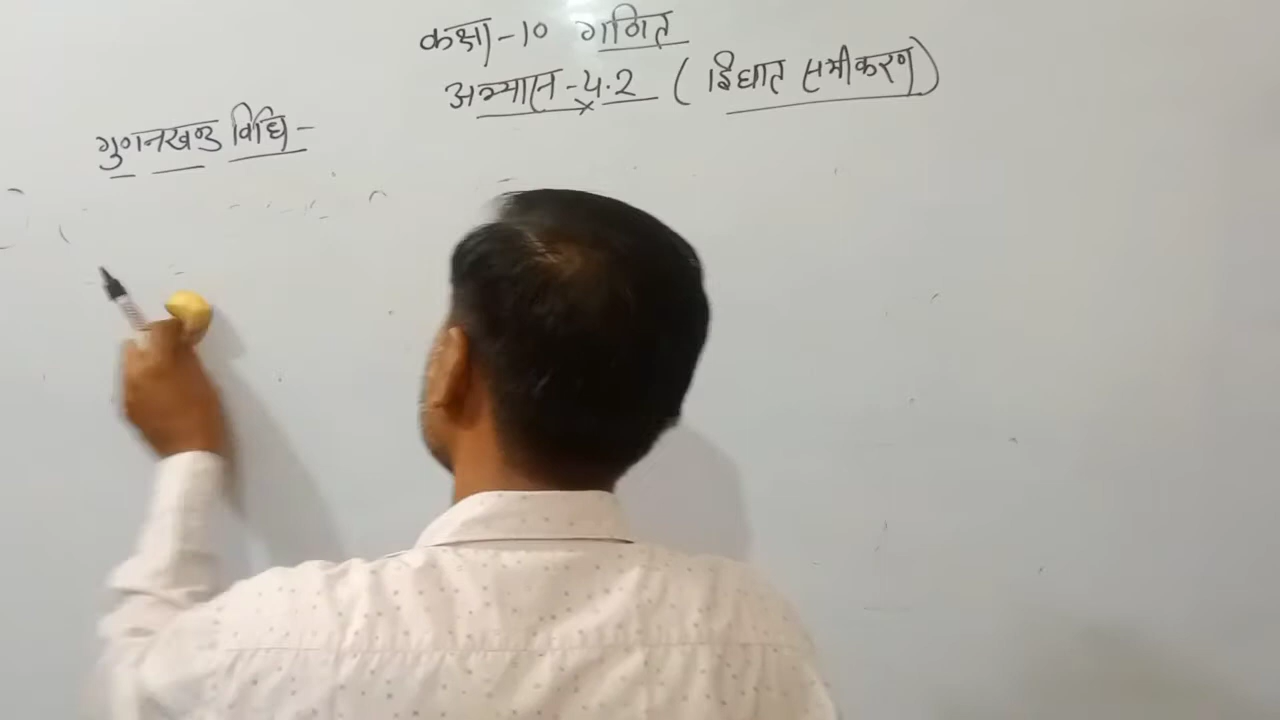 कक्षा-10 गणित
अभ्यास-4.2 (द्विघात समीकरण)
गुणनखण्ड विधि-